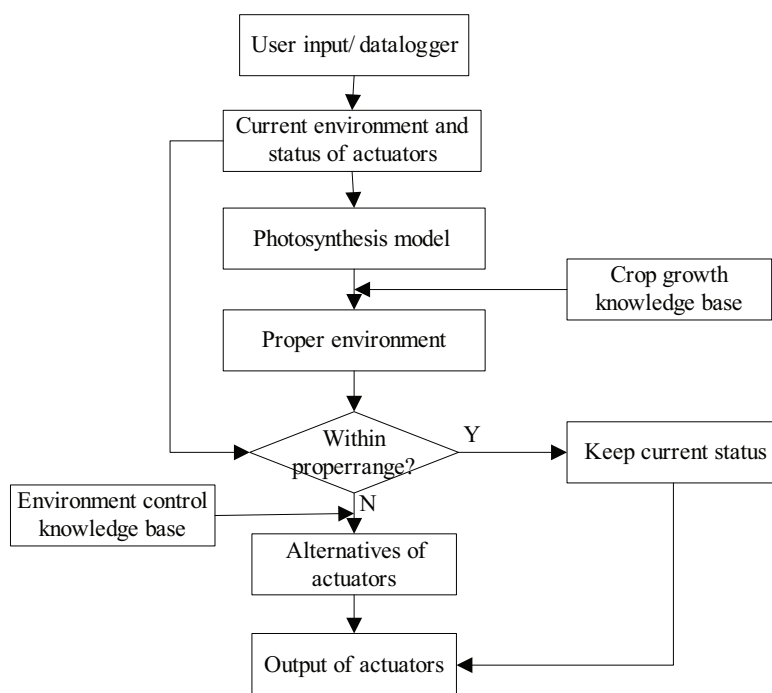 User input/ datalogger
Current environment and
status of actuators
Photosynthesis model
Crop growth
knowledge base
Proper environment
Within
properrange?
Y
Keep current status
Environment control
knowledge base
N
Alternatives of
actuators
Output of actuators